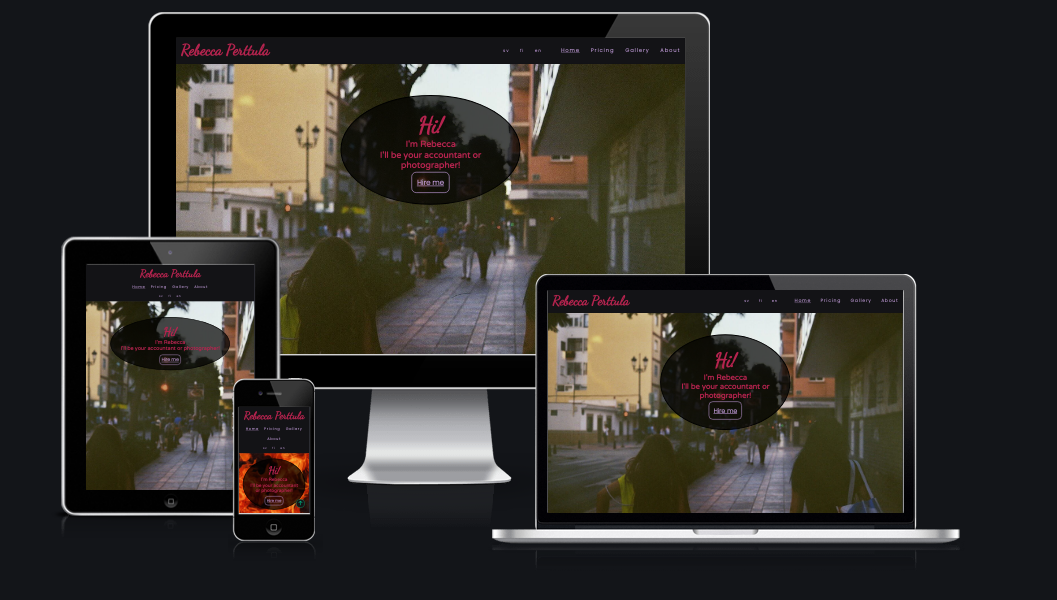 Rebecca Perttula
sv fi en Home Pricing Gallery About
Hi!
I'm Rebecca
I'll be your accountant or
photographer!
Hire me
Rebecca Perttula
Home Pricing Gallery About
sv fi en
Hi!
I'm Rebecca
I'll be your accountant or photographer!
Hire me
Rebecca Perttula
Home Pricing Gallery
About
sv fi en
Hi!
I'm Rebecca
I'll be your accountant
or photographer!
Hire me
Rebecca Perttula
sv fi en Home Pricing Gallery About
Hi!
I'm Rebecca
I'll be your accountant or
photographer!
Hire me